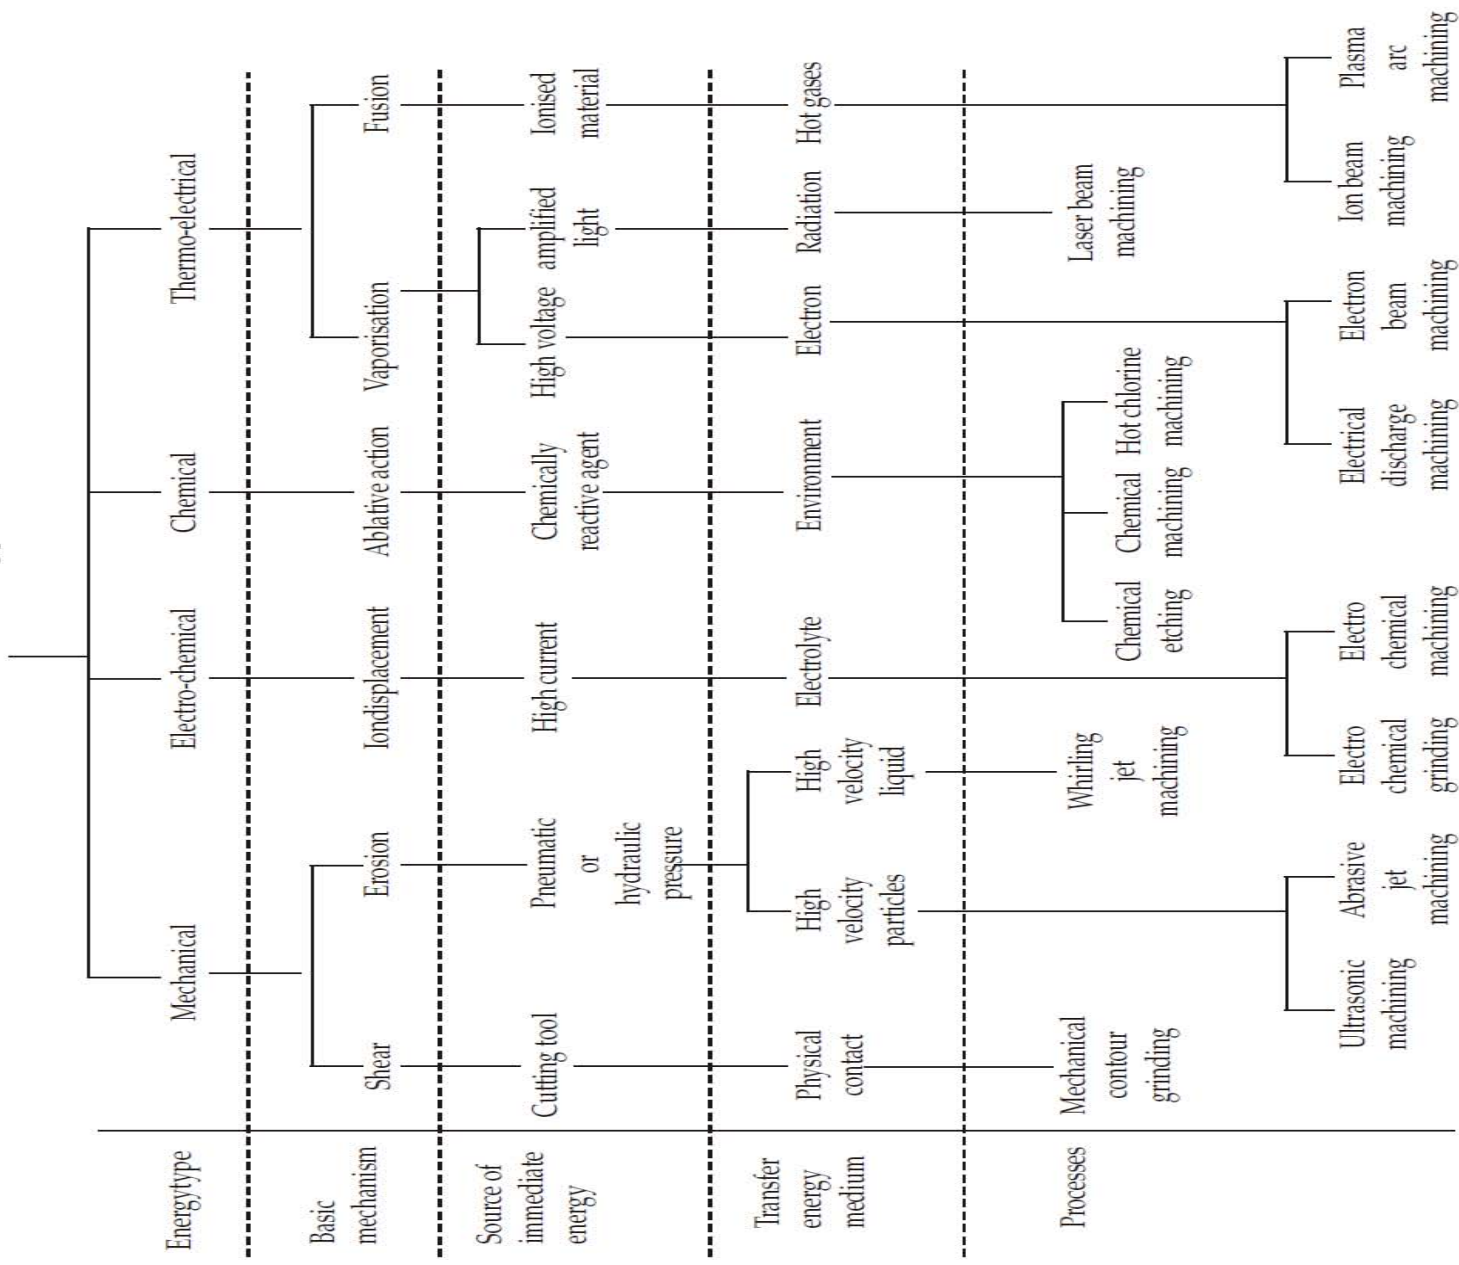 Energytype
Mechanical
Electro-chemical
Chemical
Thermo-electrical
Basic
mechanism
Shear
Erosion
Iondisplacement
Ablative action
Vaporisation
Fusion
Source of
immediate
energy
Cutting tool
Pneumatic
or
hydraulic
pressure
High current
Chemically
reactive agent
High voltage
amplified
light
Ionised
material
Transfer
energy
medium
Physical
contact
High
velocity
particles
High
velocity
liquid
Electrolyte
Environment
Electron
Radiation
Hot gases
Processes
Mechanical
contour
grinding
Whirling
jet
machining
Chemical
etching
Chemical
machining
Hot chlorine
machining
Laser beam
machining
Ultrasonic
machining
Abrasive
jet
machining
Electro
chemical
grinding
Electro
chemical
machining
Electrical
discharge
machining
Electron
beam
machining
Ion beam
machining
Plasma
arc
machining